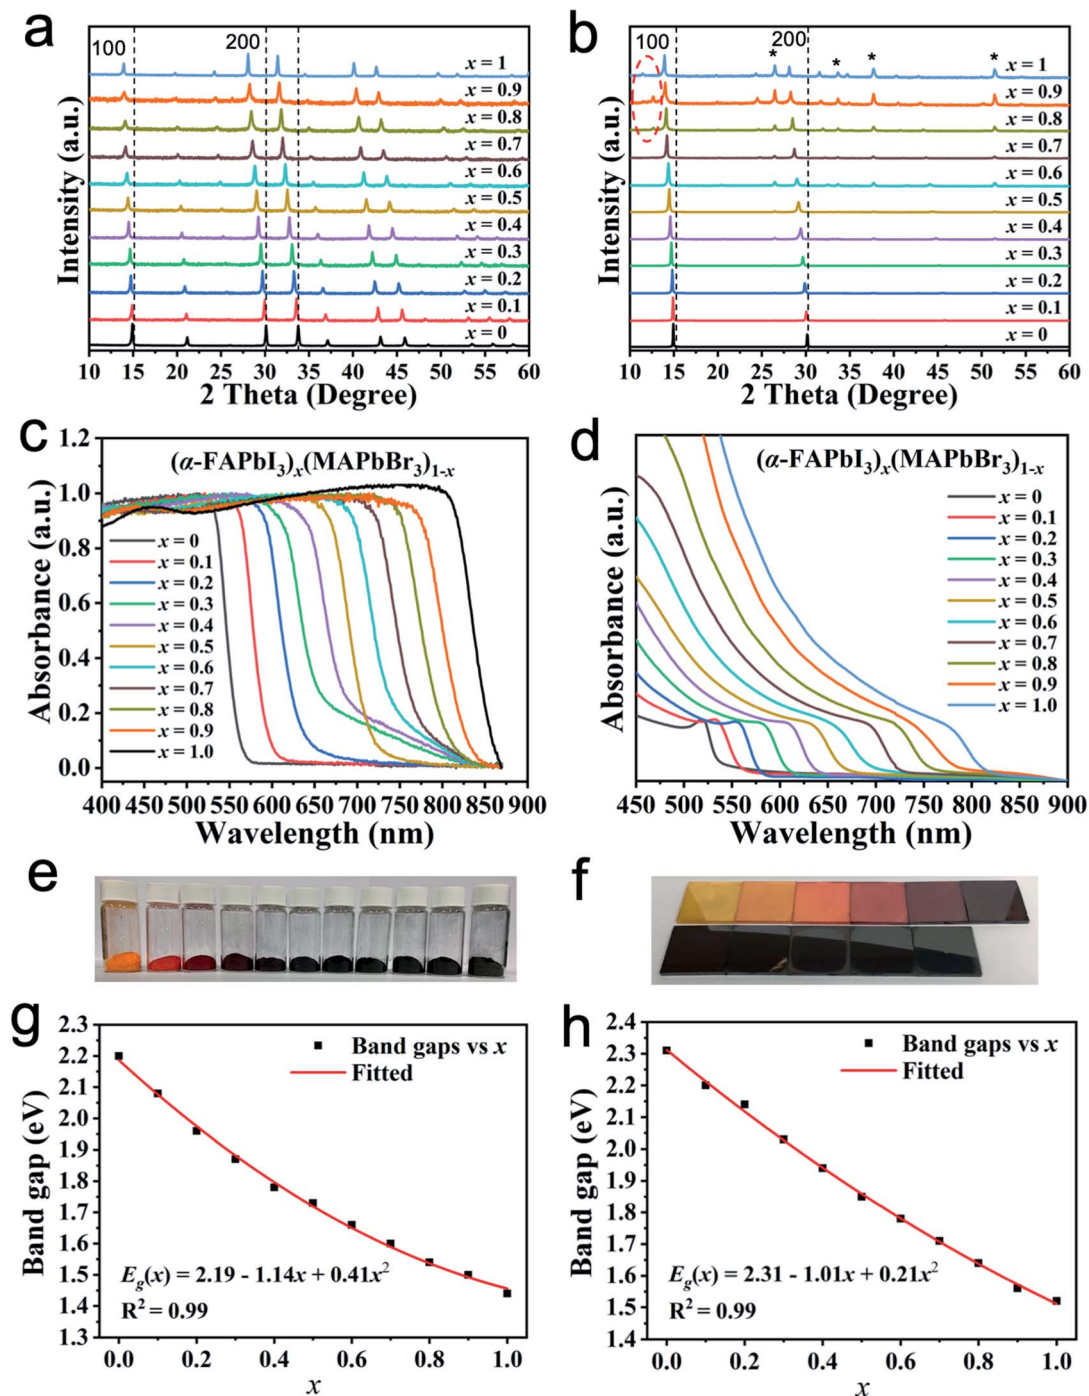 a
100
200
x = 1
x = 0.9
x = 0.8
x = 0.7
x = 0.6
x = 0.5
x = 0.4
x = 0.3
x = 0.2
x = 0.1
x = 0
Intensity (a.u.)
10 15 20 25 30 35 40 45 50 55 60
2 Theta (Degree)
b
100
200
* * * *
x = 1
x = 0.9
x = 0.8
x = 0.7
x = 0.6
x = 0.5
x = 0.4
x = 0.3
x = 0.2
x = 0.1
x = 0
Intensity (a.u.)
10 15 20 25 30 35 40 45 50 55 60
2 Theta (Degree)
c
(α-FAPbI₃)ₓ(MAPbBr₃)₁₋ₓ
1.2
1.0
0.8
0.6
0.4
0.2
0.0
Absorbance (a.u.)
x = 0
x = 0.1
x = 0.2
x = 0.3
x = 0.4
x = 0.5
x = 0.6
x = 0.7
x = 0.8
x = 0.9
x = 1.0
400 450 500 550 600 650 700 750 800 850 900
Wavelength (nm)
d
(α-FAPbI₃)ₓ(MAPbBr₃)₁₋ₓ
Absorbance (a.u.)
x = 0
x = 0.1
x = 0.2
x = 0.3
x = 0.4
x = 0.5
x = 0.6
x = 0.7
x = 0.8
x = 0.9
x = 1.0
450 500 550 600 650 700 750 800 850 900
Wavelength (nm)
e
f
g
2.3
2.2
2.1
2.0
1.9
1.8
1.7
1.6
1.5
1.4
1.3
Band gap (eV)
Band gaps vs x
Fitted
E_g(x) = 2.19 - 1.14x + 0.41x²
R² = 0.99
0.0 0.2 0.4 0.6 0.8 1.0
x
h
2.4
2.3
2.2
2.1
2.0
1.9
1.8
1.7
1.6
1.5
1.4
Band gap (eV)
Band gaps vs x
Fitted
E_g(x) = 2.31 - 1.01x + 0.21x²
R² = 0.99
0.0 0.2 0.4 0.6 0.8 1.0
x